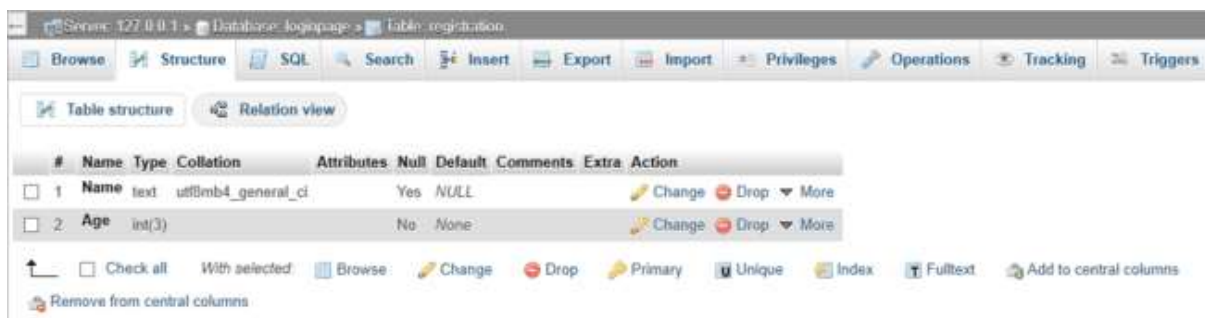 Server: 127.0.0.1 » Database: loginpage » Table: registration
Browse Structure SQL Search Insert Export Import Privileges Operations Tracking Triggers
Table structure Relation view
# Name Type Collation Attributes Null Default Comments Extra Action
1 Name text utf8mb4_general_ci Yes NULL Change Drop More
2 Age int(3) No None Change Drop More
Check all With selected: Browse Change Drop Primary Unique Index Fulltext Add to central columns
Remove from central columns